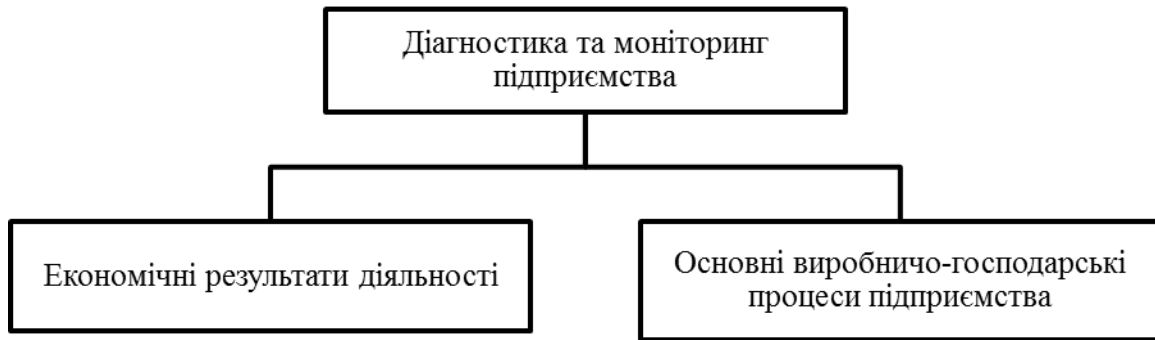 Діагностика та моніторинг
підприємства
Економічні результати діяльності
Основні виробничо-господарські
процеси підприємства